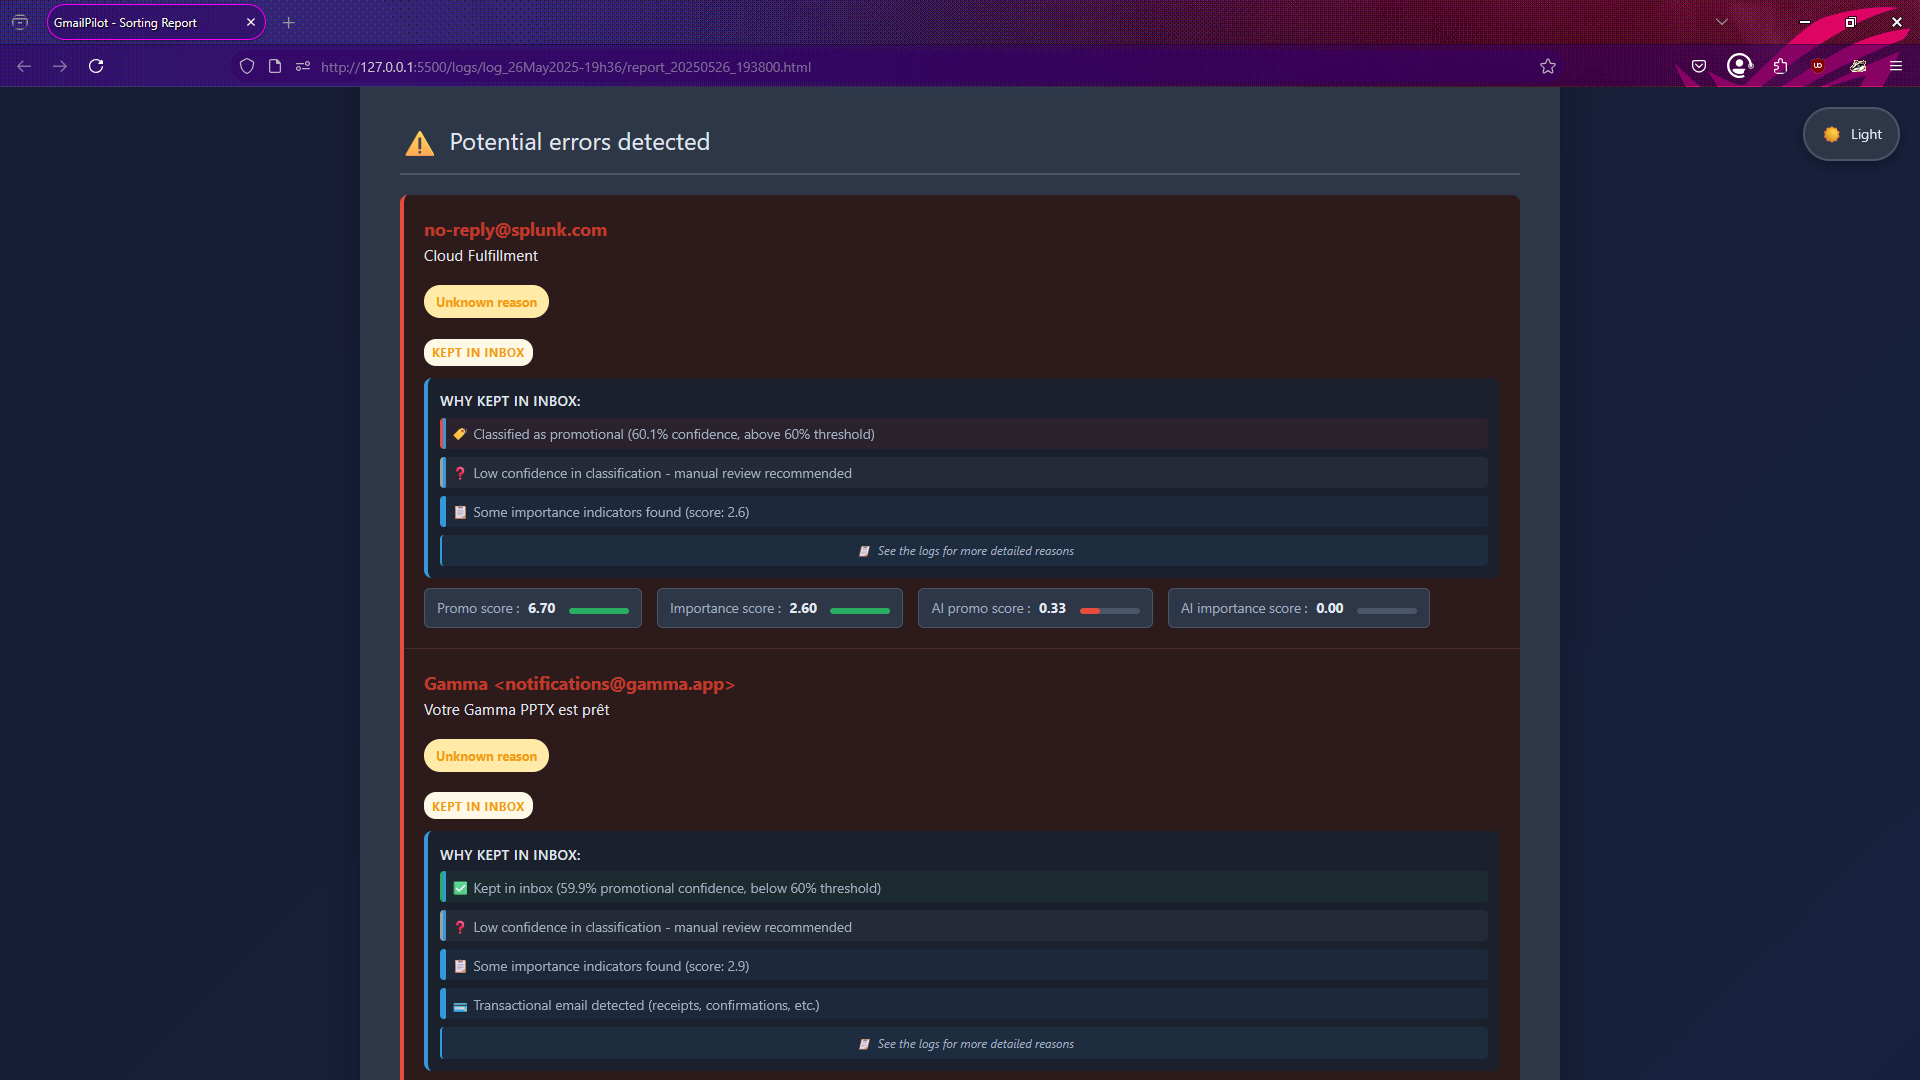 GmailPilot - Sorting Report
http://127.0.0.1:5500/logs/log_26May2025-19h36/report_20250526_193800.html
Light
Potential errors detected
no-reply@splunk.com
Cloud Fulfillment
Unknown reason
KEPT IN INBOX
WHY KEPT IN INBOX:
Classified as promotional (60.1% confidence, above 60% threshold)
Low confidence in classification - manual review recommended
Some importance indicators found (score: 2.6)
See the logs for more detailed reasons
Promo score : 6.70 Importance score : 2.60 AI promo score : 0.33 AI importance score : 0.00
Gamma <notifications@gamma.app>
Votre Gamma PPTX est prêt
Unknown reason
KEPT IN INBOX
WHY KEPT IN INBOX:
Kept in inbox (59.9% promotional confidence, below 60% threshold)
Low confidence in classification - manual review recommended
Some importance indicators found (score: 2.9)
Transactional email detected (receipts, confirmations, etc.)
See the logs for more detailed reasons